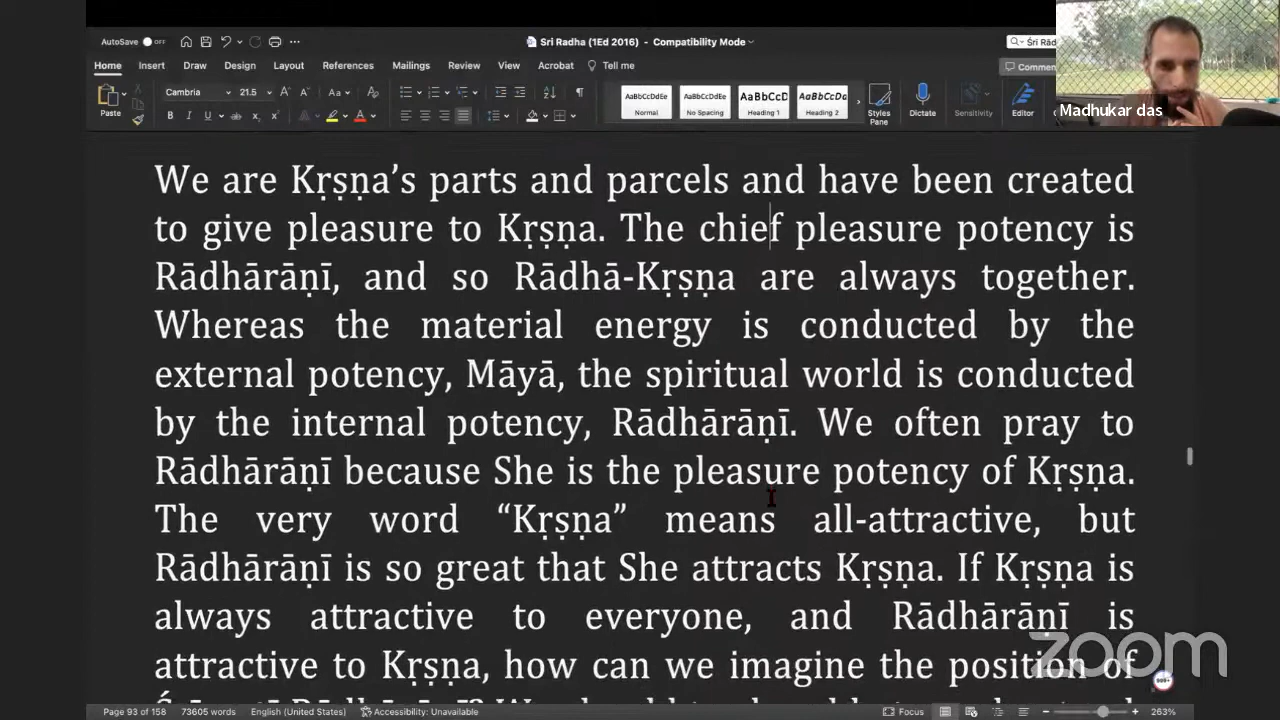 AutoSave OFF
Sri Radha (1Ed 2016) - Compatibility Mode
Home Insert Draw Design Layout References Mailings Review View Acrobat Tell me
Paste
Cambria 21.5
AaBbCcDdEe AaBbCcDdEe AaBbCcD AaBbCcDc
Normal No Spacing Heading 1 Heading 2
Styles Pane
Dictate
Sensitivity
Editor
Madhukar das
We are Kṛṣṇa’s parts and parcels and have been created
to give pleasure to Kṛṣṇa. The chief pleasure potency is
Rādhārāṇī, and so Rādhā-Kṛṣṇa are always together.
Whereas the material energy is conducted by the
external potency, Māyā, the spiritual world is conducted
by the internal potency, Rādhārāṇī. We often pray to
Rādhārāṇī because She is the pleasure potency of Kṛṣṇa.
The very word “Kṛṣṇa” means all-attractive, but
Rādhārāṇī is so great that She attracts Kṛṣṇa. If Kṛṣṇa is
always attractive to everyone, and Rādhārāṇī is
attractive to Kṛṣṇa, how can we imagine the position of
zoom
Page 93 of 158 73605 words English (United States) Accessibility: Unavailable Focus 263%